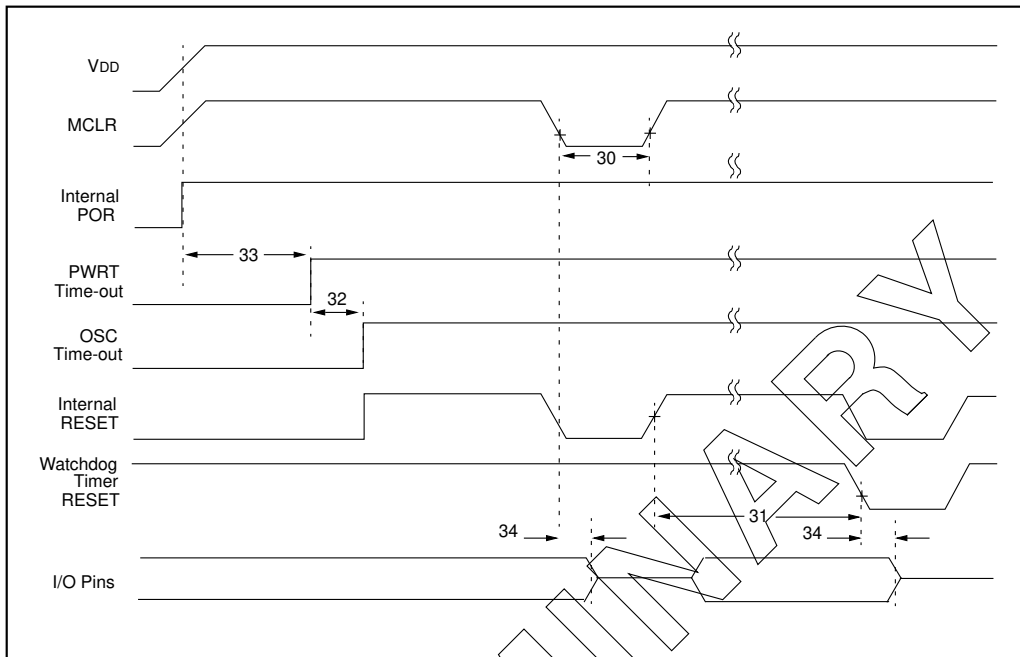 VDD
MCLR
30
Internal
POR
33
PWRT
Time-out
32
OSC
Time-out
Internal
RESET
Watchdog
Timer
RESET
31
34
34
I/O Pins
INARY